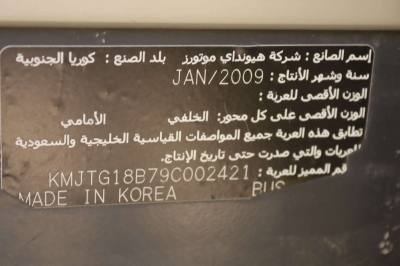 إسم الصانع : شركة هيونداي موتورز بلد الصنع : كوريا الجنوبية
سنة وشهر الأنتاج : JAN/2009
الوزن الأقصى للعربة :
الوزن الأقصى على كل محور: الخلفي الأمامي
تطابق هذه العربة جميع المواصفات القياسية الخليجية والسعودية
للعربات والتي صدرت حتى تاريخ الإنتاج.
رقم المميز للعربة : KMJTG18B79C002421
MADE IN KOREA BUS